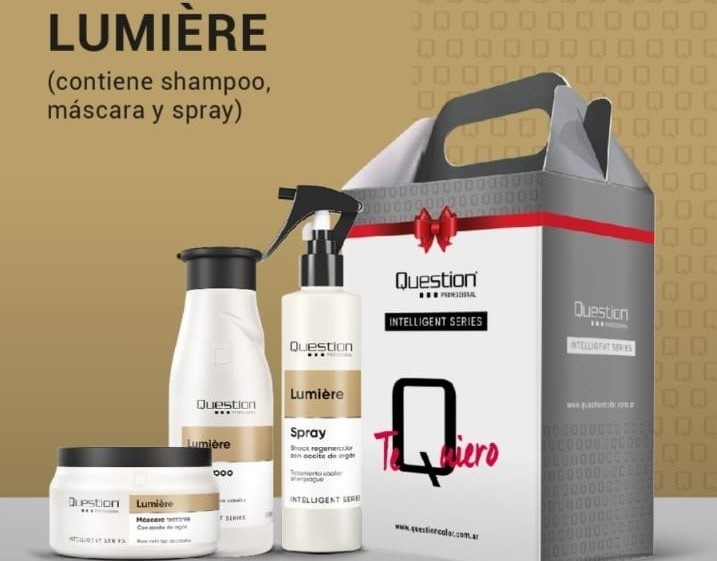 LUMIÈRE
(contiene shampoo,
máscara y spray)
Question
PROFESSIONAL
INTELLIGENT SERIES
Te Quiero
www.questioncolor.com.ar
Question
INTELLIGENT SERIES
www.questioncolor.com.ar
Question
Lumière
Spray
Shock regenerador
con aceite de argán
INTELLIGENT SERIES
Question
Lumière
poo
T SERIES
Question
Lumière
Máscara
Con aceite de argán
INTELLIGENT SERIES